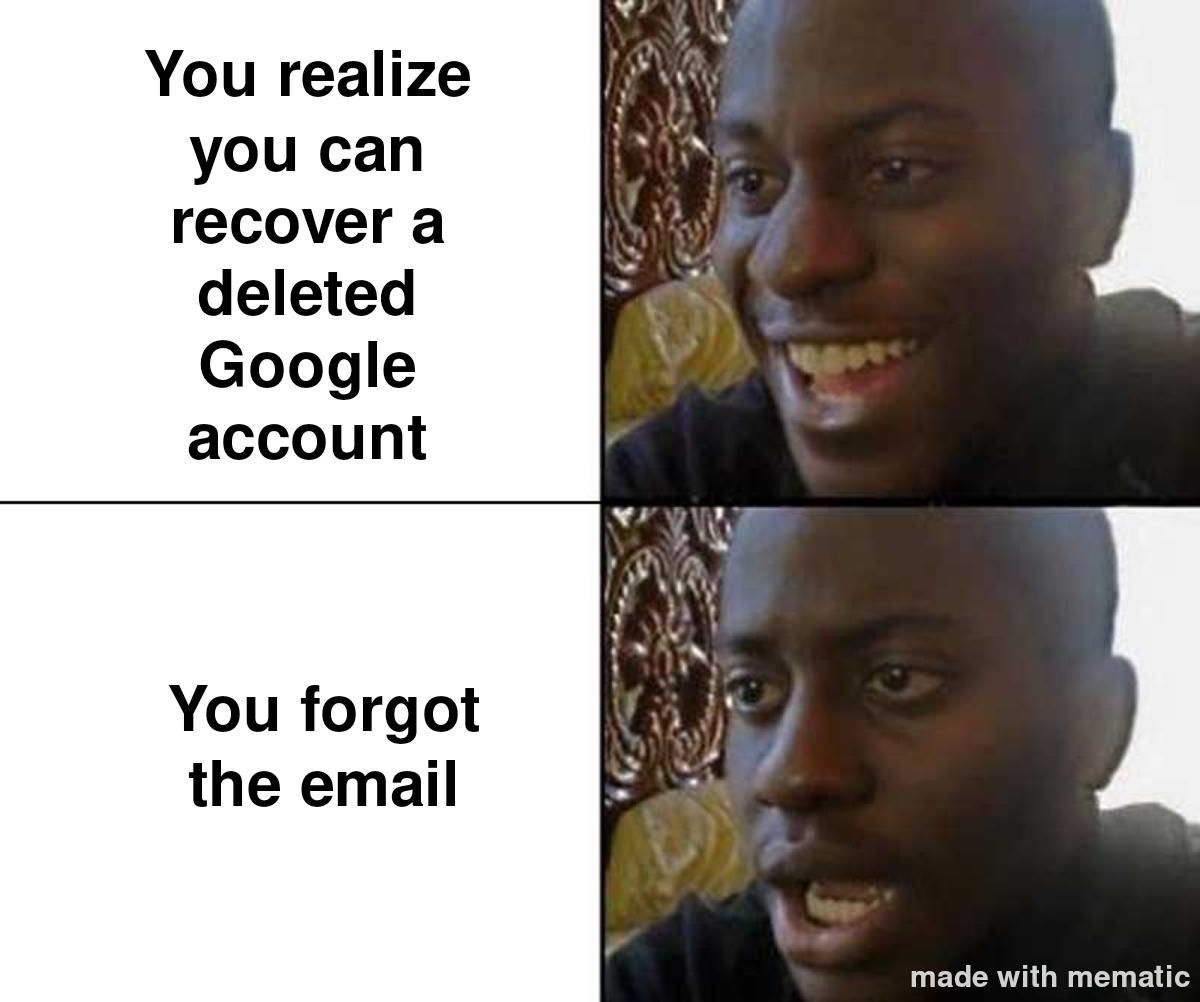 You realize
you can
recover a
deleted
Google
account
You forgot
the email
made with mematic